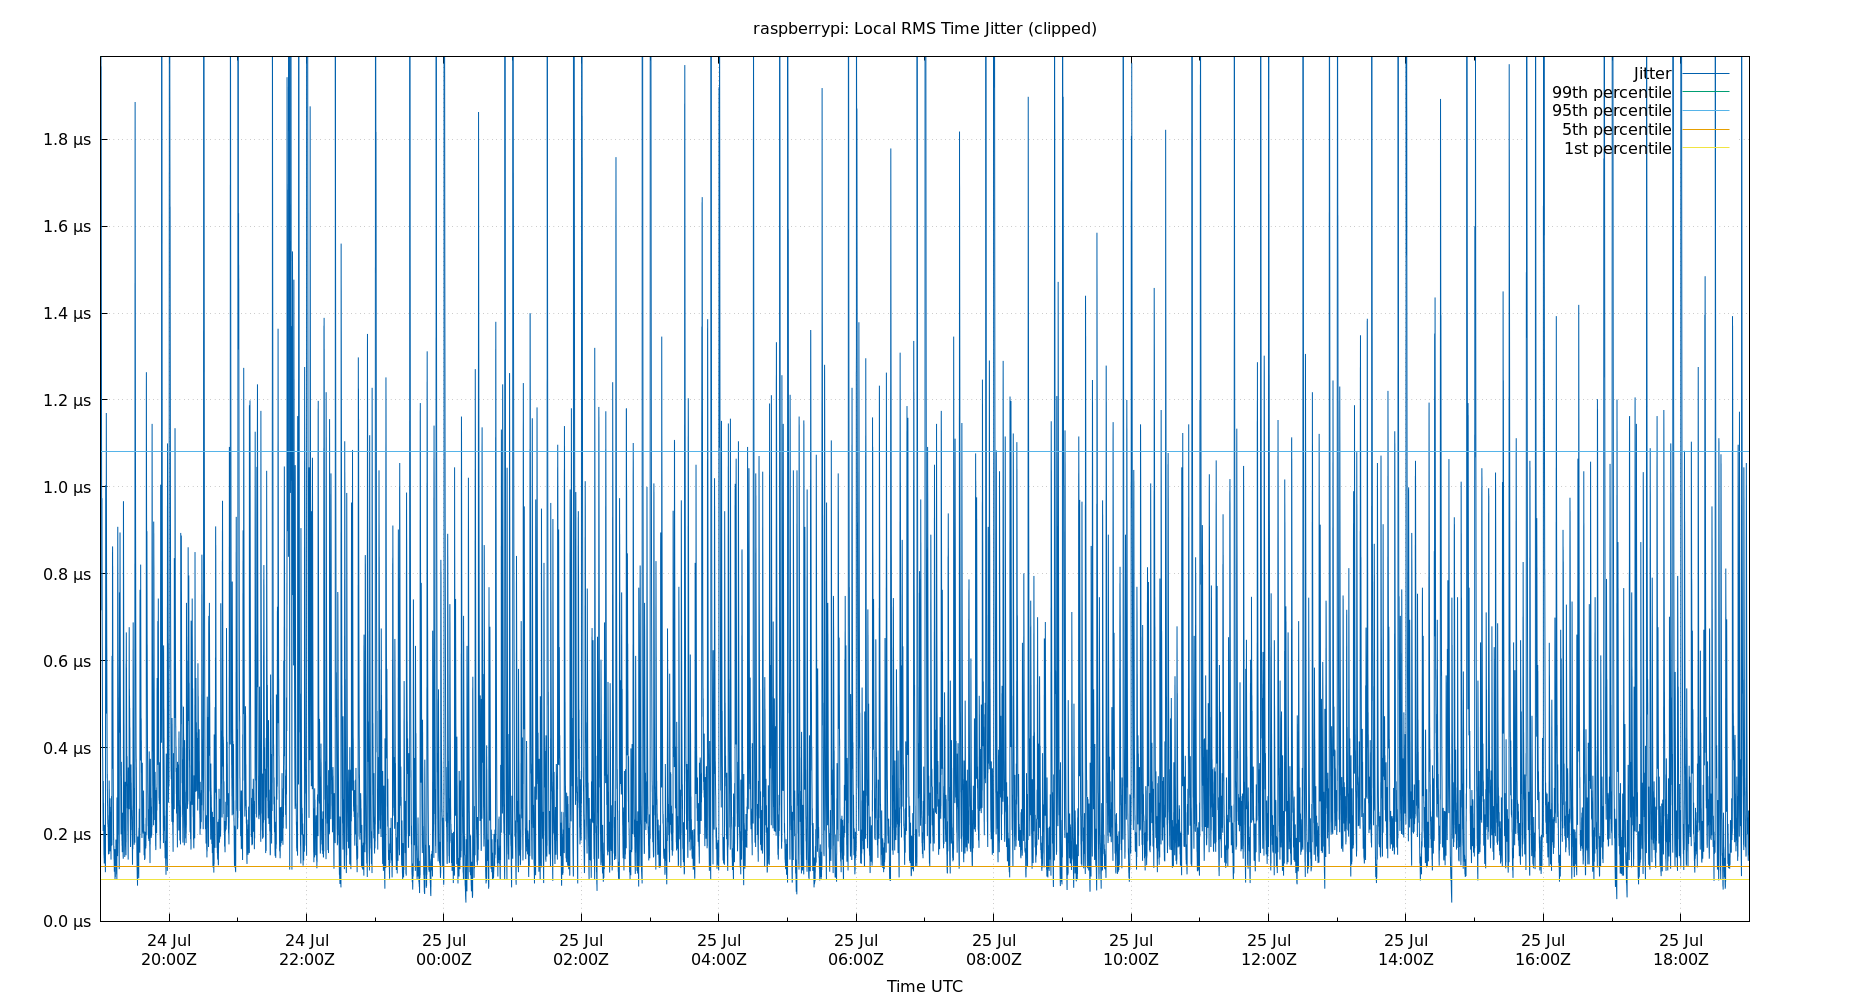 raspberrypi: Local RMS Time Jitter (clipped)
Jitter
99th percentile
95th percentile
5th percentile
1st percentile
1.8 µs
1.6 µs
1.4 µs
1.2 µs
1.0 µs
0.8 µs
0.6 µs
0.4 µs
0.2 µs
0.0 µs
24 Jul 24 Jul 25 Jul 25 Jul 25 Jul 25 Jul 25 Jul 25 Jul 25 Jul 25 Jul 25 Jul 25 Jul
20:00Z 22:00Z 00:00Z 02:00Z 04:00Z 06:00Z 08:00Z 10:00Z 12:00Z 14:00Z 16:00Z 18:00Z
Time UTC